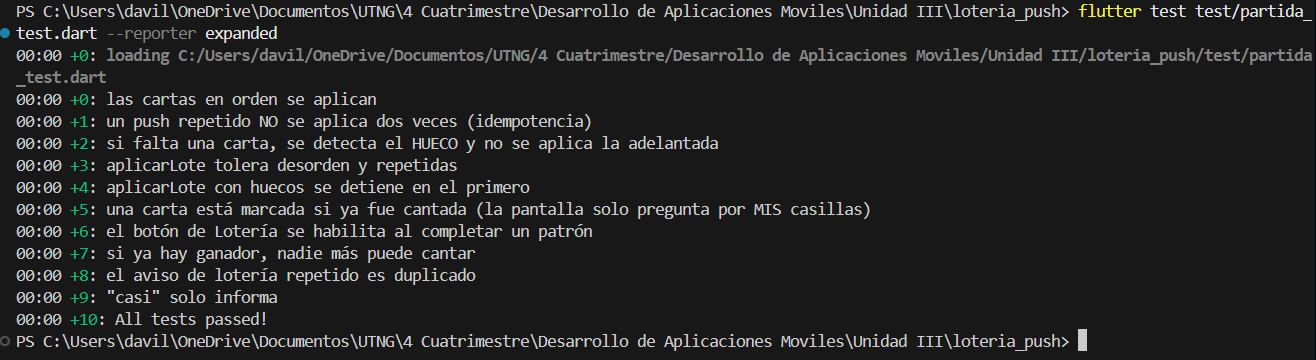 PS C:\Users\davil\OneDrive\Documentos\UTNG\4 Cuatrimestre\Desarrollo de Aplicaciones Moviles\Unidad III\loteria_push> flutter test test/partida_
test.dart --reporter expanded
00:00 +0: loading C:/Users/davil/OneDrive/Documentos/UTNG/4 Cuatrimestre/Desarrollo de Aplicaciones Moviles/Unidad III/loteria_push/test/partida
_test.dart
00:00 +0: las cartas en orden se aplican
00:00 +1: un push repetido NO se aplica dos veces (idempotencia)
00:00 +2: si falta una carta, se detecta el HUECO y no se aplica la adelantada
00:00 +3: aplicarLote tolera desorden y repetidas
00:00 +4: aplicarLote con huecos se detiene en el primero
00:00 +5: una carta está marcada si ya fue cantada (la pantalla solo pregunta por MIS casillas)
00:00 +6: el botón de Lotería se habilita al completar un patrón
00:00 +7: si ya hay ganador, nadie más puede cantar
00:00 +8: el aviso de lotería repetido es duplicado
00:00 +9: "casi" solo informa
00:00 +10: All tests passed!
PS C:\Users\davil\OneDrive\Documentos\UTNG\4 Cuatrimestre\Desarrollo de Aplicaciones Moviles\Unidad III\loteria_push>